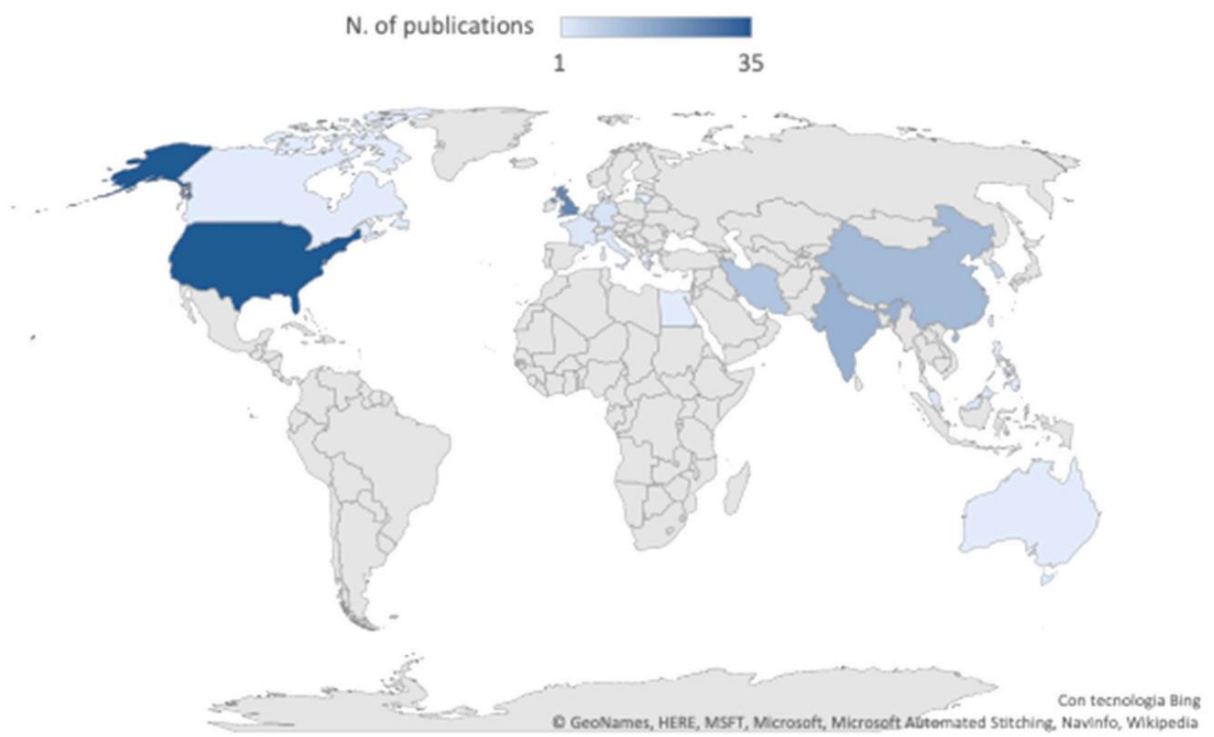 N. of publications
1 35
Con tecnologia Bing
© GeoNames, HERE, MSFT, Microsoft, Microsoft Automated Stitching, NavInfo, Wikipedia